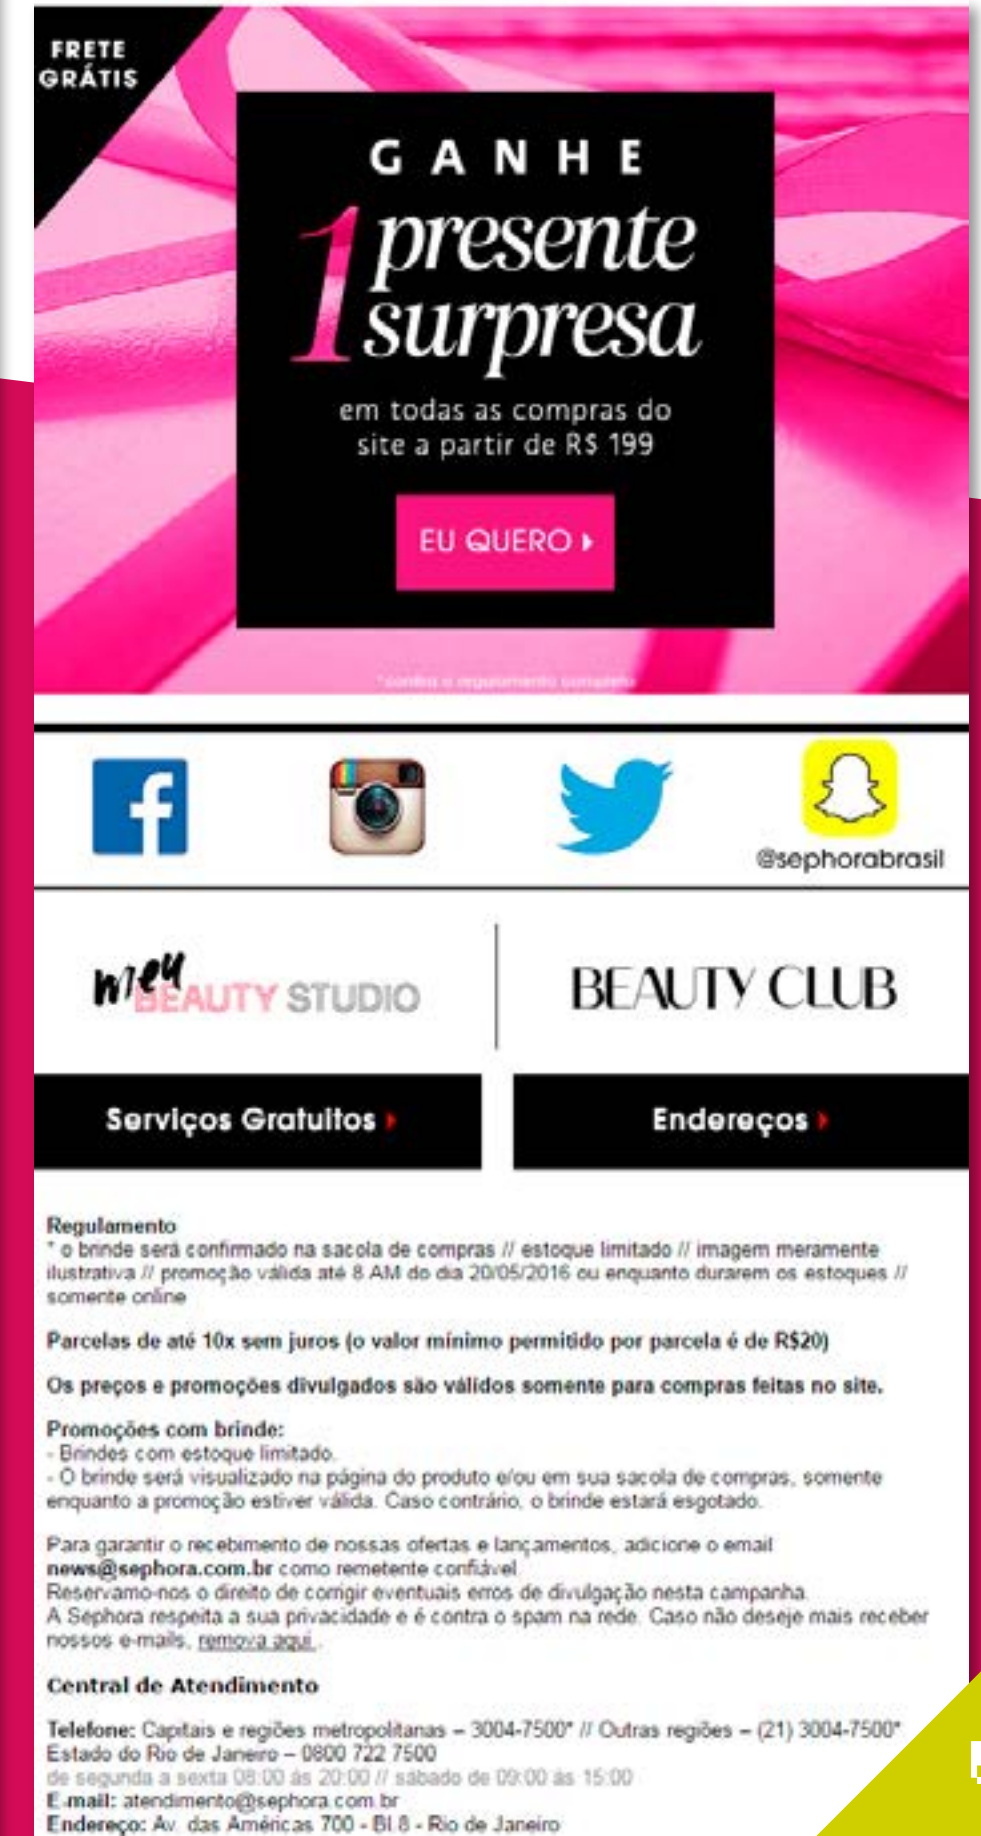 FRETE
GRÁTIS
GANHE
1 presente
surpresa
em todas as compras do
site a partir de R$ 199
EU QUERO
*confira o regulamento completo
@sephorabrasil
meu
BEAUTY STUDIO
BEAUTY CLUB
Serviços Gratuitos
Endereços
Regulamento
* o brinde será confirmado na sacola de compras // estoque limitado // imagem meramente
ilustrativa // promoção válida até 8 AM do dia 20/05/2016 ou enquanto durarem os estoques //
somente online
Parcelas de até 10x sem juros (o valor mínimo permitido por parcela é de R$20)
Os preços e promoções divulgados são válidos somente para compras feitas no site.
Promoções com brinde:
- Brindes com estoque limitado.
- O brinde será visualizado na página do produto e/ou em sua sacola de compras, somente
enquanto a promoção estiver válida. Caso contrário, o brinde estará esgotado.
Para garantir o recebimento de nossas ofertas e lançamentos, adicione o email
news@sephora.com.br como remetente confiável
Reservamo-nos o direito de corrigir eventuais erros de divulgação nesta campanha.
A Sephora respeita a sua privacidade e é contra o spam na rede. Caso não deseje mais receber
nossos e-mails, remova aqui.
Central de Atendimento
Telefone: Capitais e regiões metropolitanas – 3004-7500* // Outras regiões – (21) 3004-7500*
Estado do Rio de Janeiro – 0800 722 7500
de segunda a sexta 08:00 às 20:00 // sábado de 09:00 às 15:00
E-mail: atendimento@sephora.com.br
Endereço: Av. das Américas 700 - Bl.8 - Rio de Janeiro